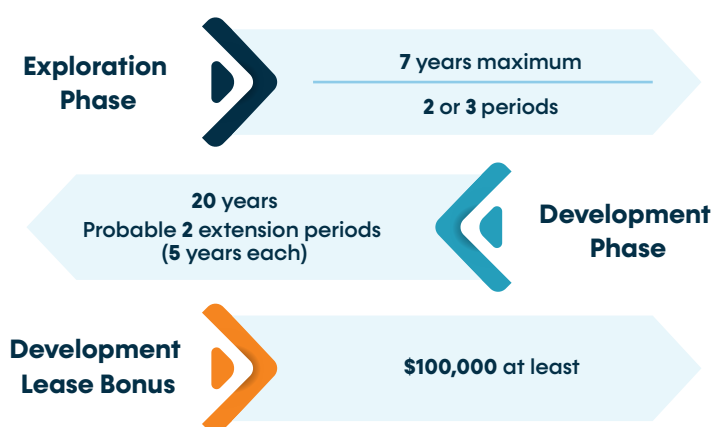 Exploration
Phase
7 years maximum
2 or 3 periods
20 years
Probable 2 extension periods
(5 years each)
Development
Phase
Development
Lease Bonus
$100,000 at least